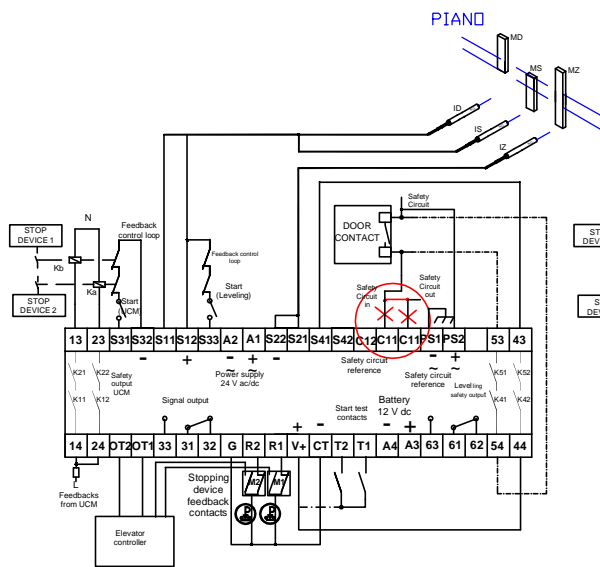 PIANO
MD
MS
MZ
ID
IS
IZ
N
STOP
DEVICE 1
Kb
Ka
STOP
DEVICE 2
Feedback
control loop
Start
(UCM)
Feedback control
loop
Start
(Leveling)
DOOR
CONTACT
Safety
Circuit
Safety
Circuit
in
Safety
Circuit
out
13 23 S31 S32 S11 S12 S33 A2 A1 S22 S21 S41 S42 C12 C11 C11 PS1 PS2 53 43
- + - ~ + ~ - - ~ + ~
K21 K22
K11 K12
Safety
output
UCM
Power supply
24 V ac/dc
Signal output
Safety circuit
reference
Safety circuit
reference
Battery
12 V dc
Start test
contacts
Levelling
safety output
K51 K52
K41 K42
+ - - +
14 24 OT2 OT1 33 31 32 G R2 R1 V+ CT T2 T1 A4 A3 63 61 62 54 44
Feedbacks
from UCM
Stopping
device
feedback
contacts
M2 M1
Elevator
controller